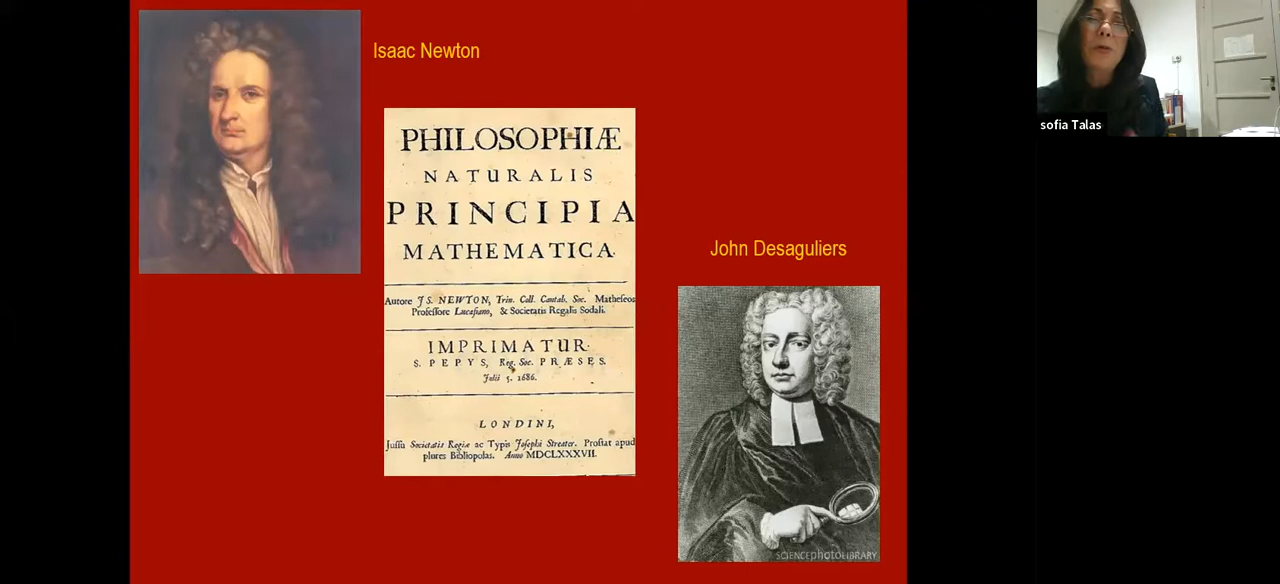 Isaac Newton
PHILOSOPHIÆ
NATURALIS
PRINCIPIA
MATHEMATICA.
Autore JS. NEWTON, Trin. Coll. Cantab. Soc. Matheseos
Professore Lucasiano, & Societatis Regalis Sodali.
IMPRIMATUR.
S. PEPYS, Reg. Soc. PRÆSES.
Julii 5. 1686.
LONDINI,
Jussu Societatis Regiæ ac Typis Josephi Streater. Prostat apud
plures Bibliopolas. Anno MDCLXXXVII.
John Desaguliers
SCIENCEphotoLIBRARY
sofia Talas